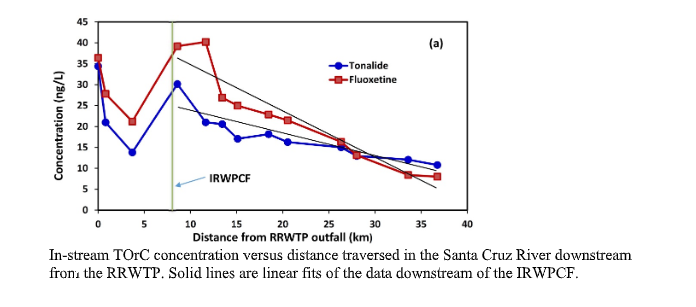 45
40
35
30
25
20
15
10
5
0
Concentration (ng/L)
(a)
Tonalide
Fluoxetine
IRWPCF
0 5 10 15 20 25 30 35 40
Distance from RRWTP outfall (km)
In-stream TOrC concentration versus distance traversed in the Santa Cruz River downstream
from the RRWTP. Solid lines are linear fits of the data downstream of the IRWPCF.